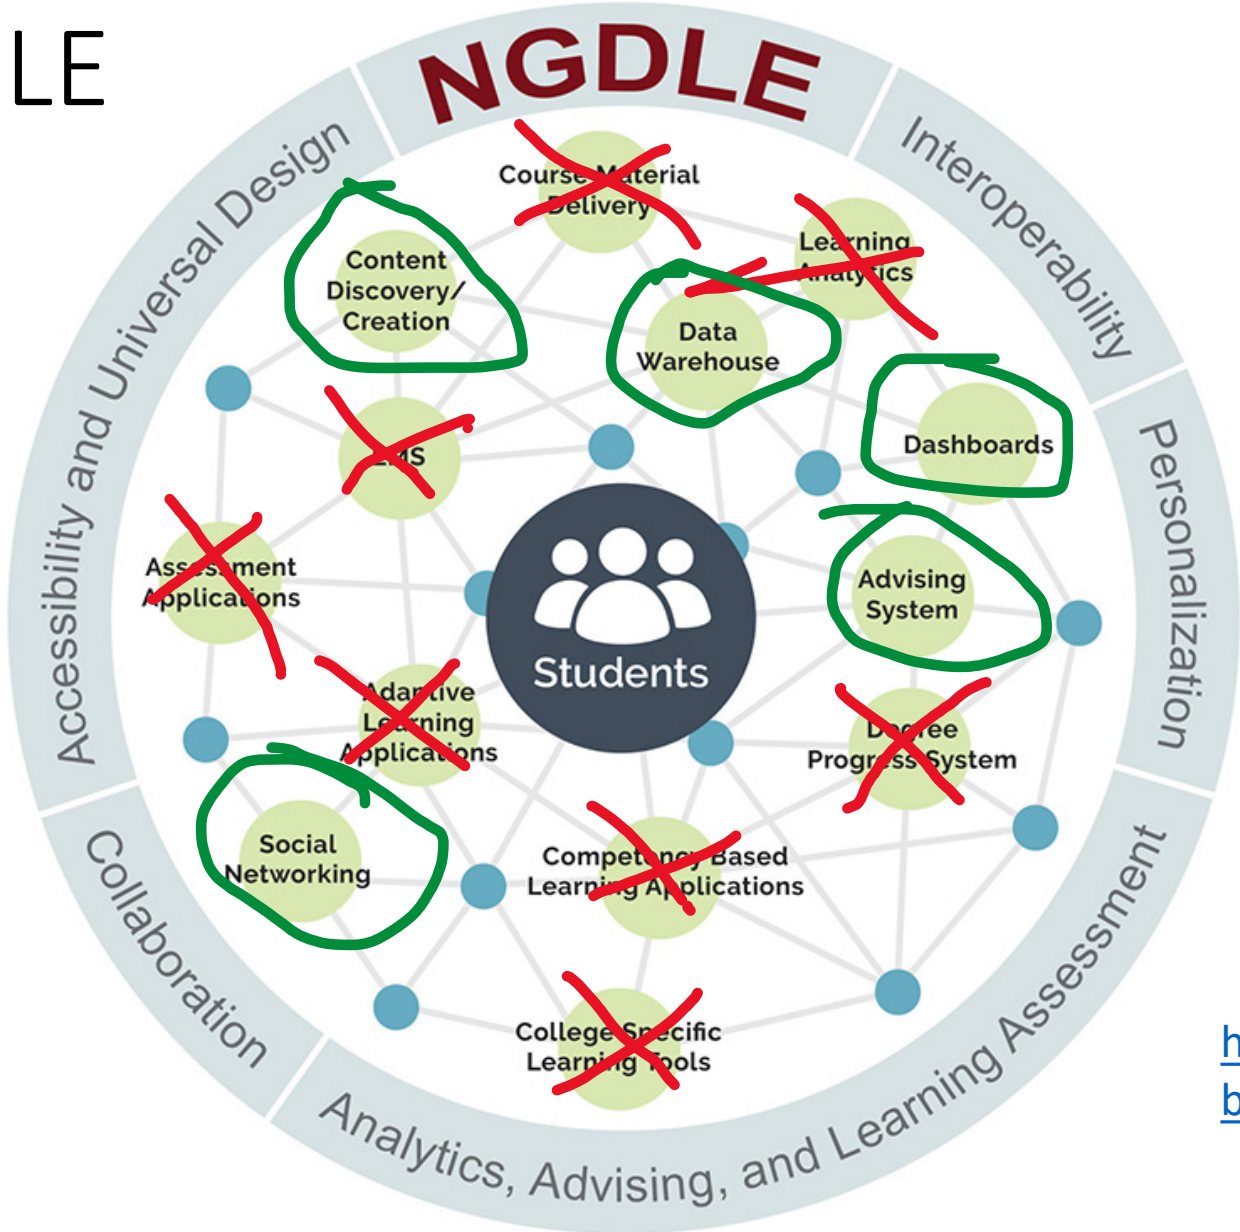 LE
NGDLE
Interoperability
Personalization
Analytics, Advising, and Learning Assessment
Collaboration
Accessibility and Universal Design
Course Material
Delivery
Learning
Analytics
Content
Discovery/
Creation
Data
Warehouse
Dashboards
LMS
Assessment
Applications
Advising
System
Students
Adaptive
Learning
Applications
Degree
Progress System
Social
Networking
Competency Based
Learning Applications
College Specific
Learning Tools
h
b